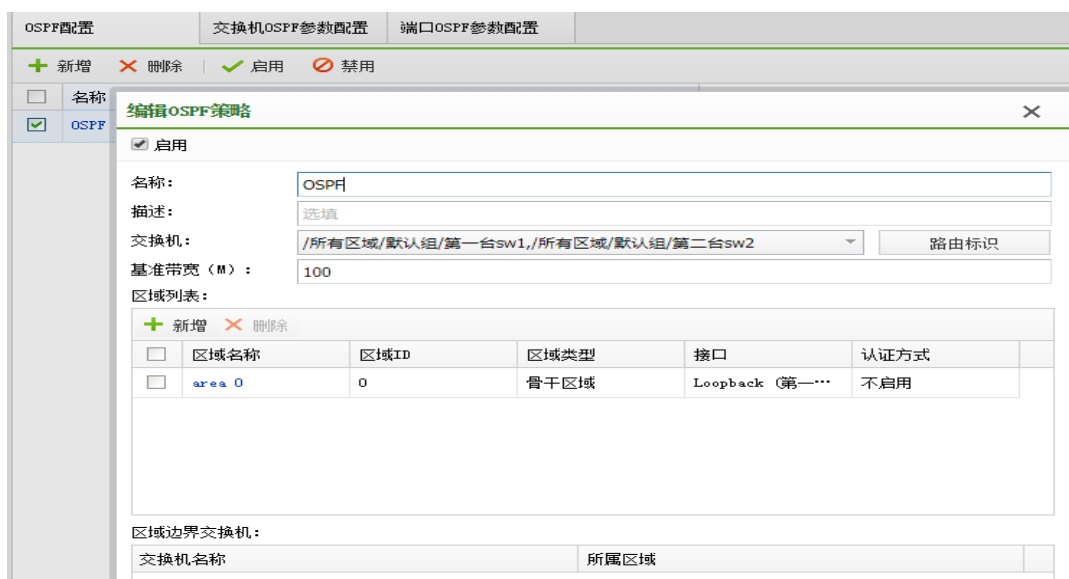 OSPF配置 交换机OSPF参数配置 端口OSPF参数配置
新增 删除 启用 禁用
名称
OSPF
编辑OSPF策略
启用
名称： OSPF
描述： 选填
交换机： /所有区域/默认组/第一台sw1,/所有区域/默认组/第二台sw2 路由标识
基准带宽（M）： 100
区域列表：
新增 删除
区域名称 区域ID 区域类型 接口 认证方式
area 0 0 骨干区域 Loopback（第一… 不启用
区域边界交换机：
交换机名称 所属区域